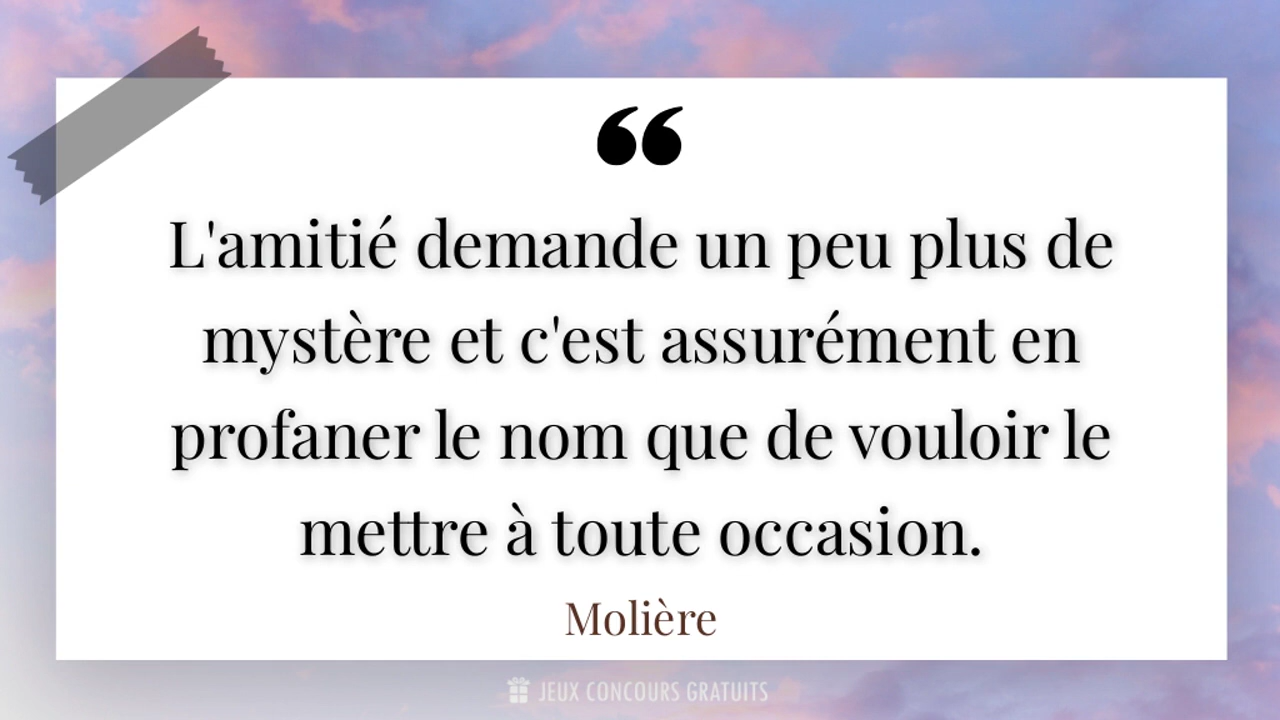 ❝
L'amitié demande un peu plus de
mystère et c'est assurément en
profaner le nom que de vouloir le
mettre à toute occasion.
Molière
JEUX CONCOURS GRATUITS